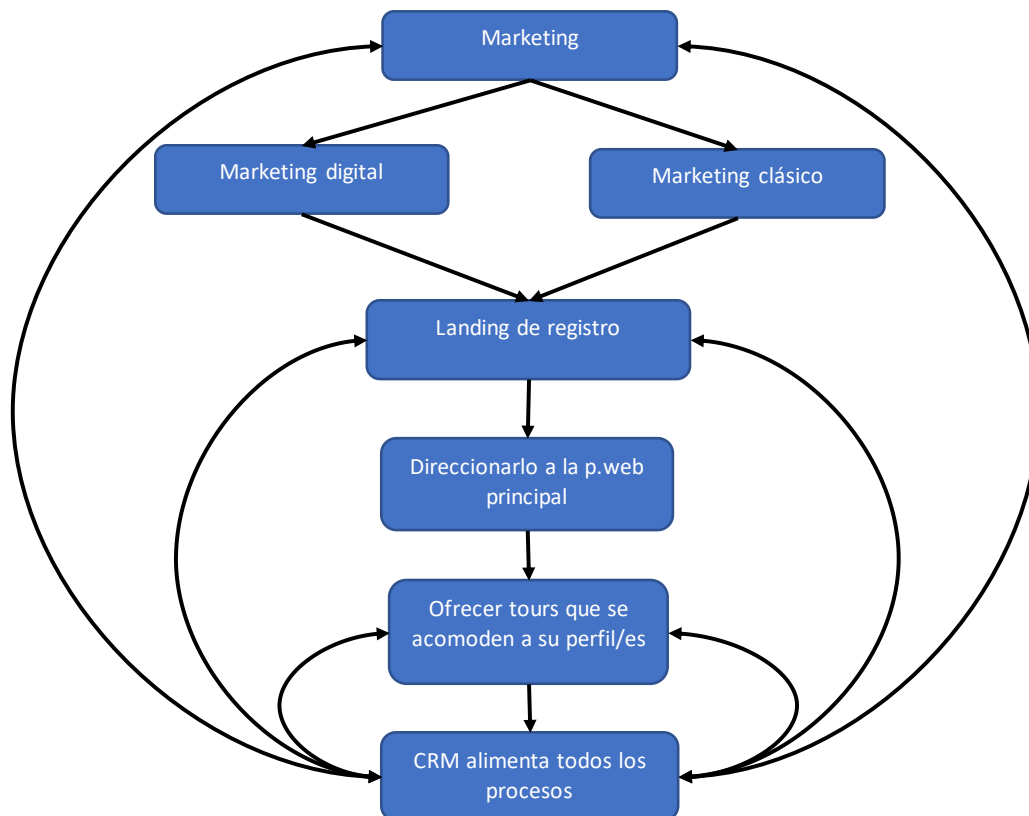 Marketing
Marketing digital
Marketing clásico
Landing de registro
Direccionarlo a la p.web
principal
Ofrecer tours que se
acomoden a su perfil/es
CRM alimenta todos los
procesos